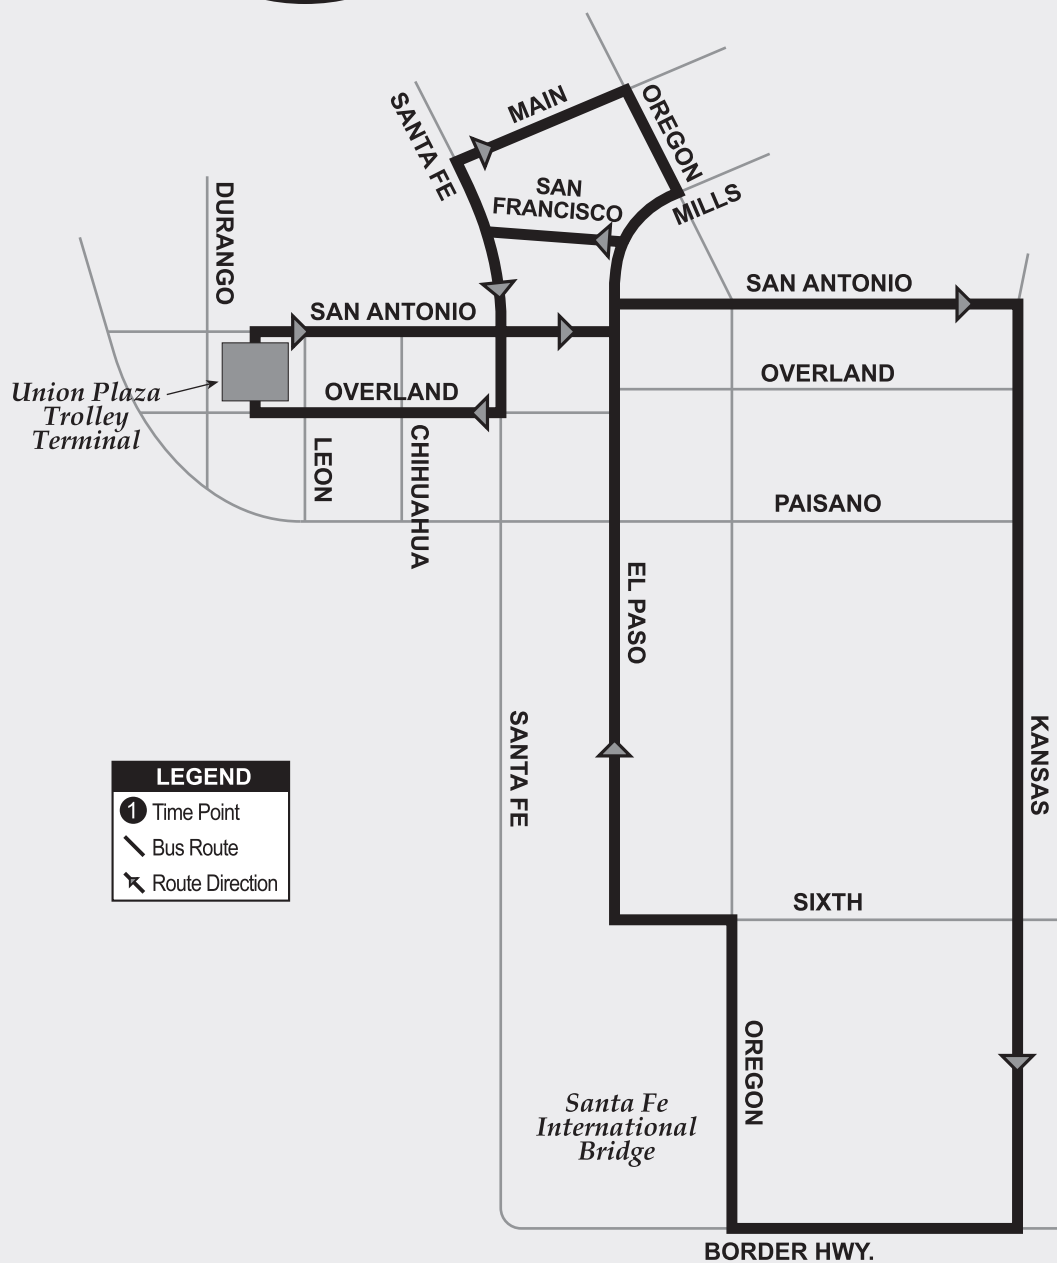 SANTA FE
MAIN
OREGON
MILLS
SAN
FRANCISCO
DURANGO
SAN ANTONIO
SAN ANTONIO
OVERLAND
OVERLAND
Union Plaza
Trolley
Terminal
LEON
CHIHUAHUA
PAISANO
EL PASO
SANTA FE
KANSAS
LEGEND
1 Time Point
Bus Route
Route Direction
SIXTH
OREGON
Santa Fe
International
Bridge
BORDER HWY.